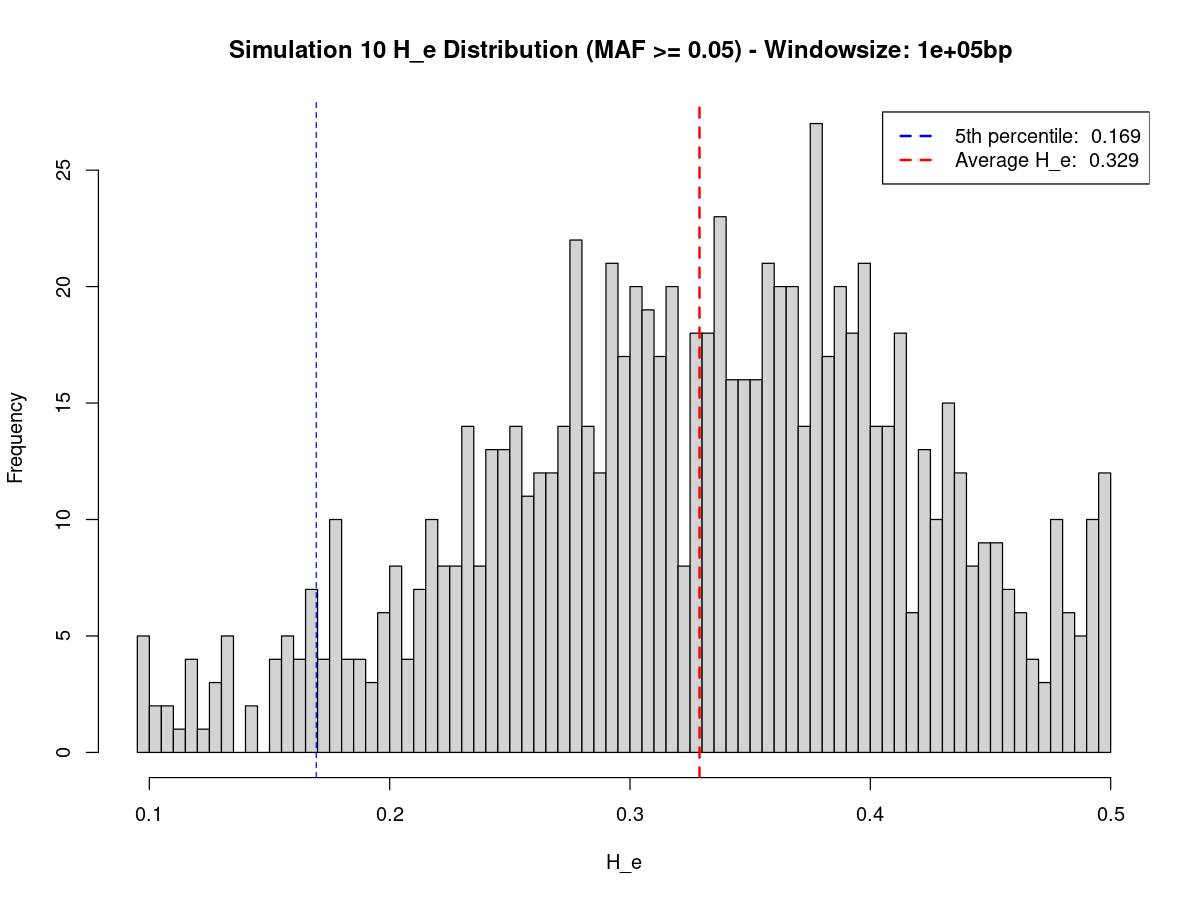 Simulation 10 H_e Distribution (MAF >= 0.05) - Windowsize: 1e+05bp
5th percentile: 0.169
Average H_e: 0.329
Frequency
25
20
15
10
5
0
0.1 0.2 0.3 0.4 0.5
H_e